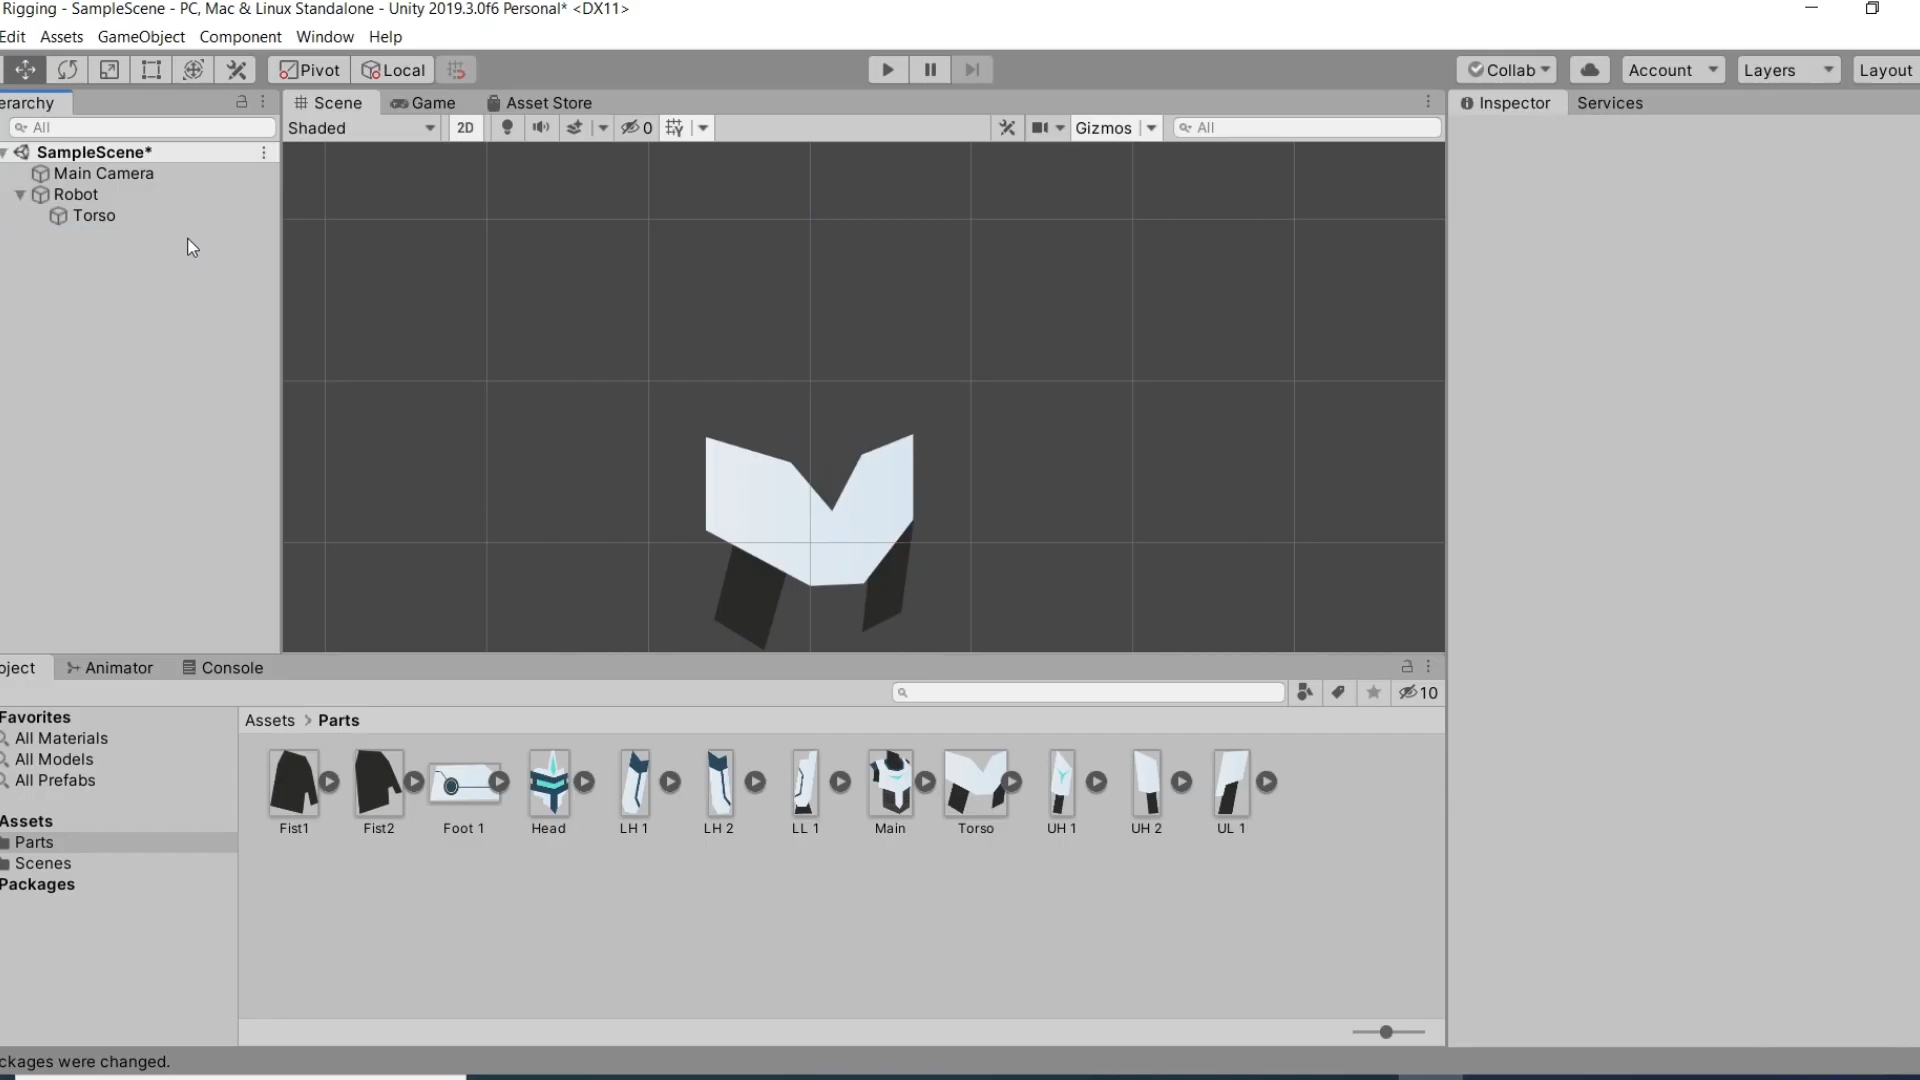 Rigging - SampleScene - PC, Mac & Linux Standalone - Unity 2019.3.0f6 Personal* <DX11>
Edit Assets GameObject Component Window Help
Pivot Local Collab Account Layers Layout
erarchy Scene Game Asset Store Inspector Services
All Shaded 2D 0 Gizmos All
SampleScene*
Main Camera
Robot
Torso
oject Animator Console
10
Favorites Assets > Parts
All Materials
All Models
All Prefabs
Assets
Parts
Scenes
Packages
Fist1 Fist2 Foot 1 Head LH 1 LH 2 LL 1 Main Torso UH 1 UH 2 UL 1
ckages were changed.